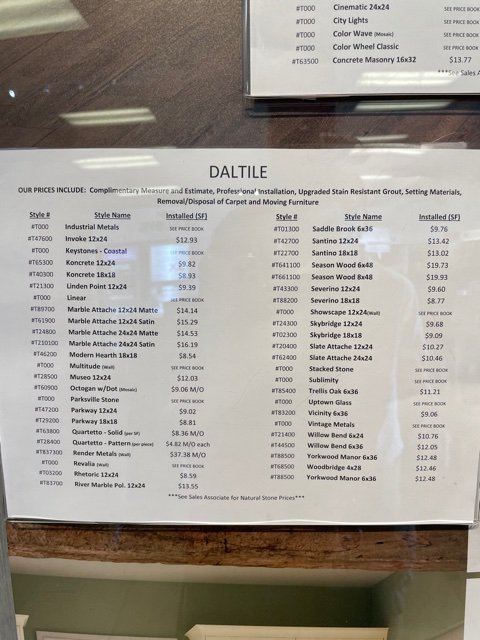 #T000 Cinematic 24x24 SEE PRICE BOOK
#T000 City Lights SEE PRICE BOOK
#T000 Color Wave (Mosaic) SEE PRICE BOOK
#T000 Color Wheel Classic SEE PRICE BOOK
#T63500 Concrete Masonry 16x32 $13.77
***See Sales A
DALTILE
OUR PRICES INCLUDE: Complimentary Measure and Estimate, Professional Installation, Upgraded Stain Resistant Grout, Setting Materials,
Removal/Disposal of Carpet and Moving Furniture
Style # Style Name Installed (SF)
#T000 Industrial Metals SEE PRICE BOOK
#T47600 Invoke 12x24 $12.93
#T000 Keystones - Coastal SEE PRICE BOOK
#T65300 Koncrete 12x24 $9.82
#T40300 Koncrete 18x18 $8.93
#T21300 Linden Point 12x24 $9.39
#T000 Linear SEE PRICE BOOK
#T89700 Marble Attache 12x24 Matte $14.14
#T61900 Marble Attache 12x24 Satin $15.29
#T24800 Marble Attache 24x24 Matte $14.53
#T210100 Marble Attache 24x24 Satin $16.19
#T46200 Modern Hearth 18x18 $8.54
#T000 Multitude (Wall) SEE PRICE BOOK
#T28500 Museo 12x24 $12.03
#T60900 Octogan w/Dot (Mosaic) $9.06 M/O
#T000 Parksville Stone SEE PRICE BOOK
#T47200 Parkway 12x24 $9.02
#T29200 Parkway 18x18 $8.81
#T63800 Quartetto - Solid (per SF) $8.36 M/O
#T28400 Quartetto - Pattern (per piece) $4.82 M/O each
#T837300 Render Metals (Wall) $37.38 M/O
#T000 Revalia (Wall) SEE PRICE BOOK
#T03200 Rhetoric 12x24 $8.59
#T83700 River Marble Pol. 12x24 $13.55
Style # Style Name Installed (SF)
#T01300 Saddle Brook 6x36 $9.76
#T42700 Santino 12x24 $13.42
#T22700 Santino 18x18 $13.02
#T641100 Season Wood 6x48 $19.73
#T661100 Season Wood 8x48 $19.93
#T43300 Severino 12x24 $9.60
#T88200 Severino 18x18 $8.77
#T000 Showscape 12x24(Wall) SEE PRICE BOOK
#T24300 Skybridge 12x24 $9.68
#T02300 Skybridge 18x18 $9.09
#T20400 Slate Attache 12x24 $10.27
#T62400 Slate Attache 24x24 $10.46
#T000 Stacked Stone SEE PRICE BOOK
#T000 Sublimity SEE PRICE BOOK
#T85400 Trellis Oak 6x36 $11.21
#T000 Uptown Glass SEE PRICE BOOK
#T83200 Vicinity 6x36 $9.06
#T000 Vintage Metals SEE PRICE BOOK
#T21400 Willow Bend 6x24 $10.76
#T44500 Willow Bend 6x36 $12.05
#T88500 Yorkwood Manor 6x36 $12.48
#T68500 Woodbridge 4x28 $12.46
#T88500 Yorkwood Manor 6x36 $12.48
***See Sales Associate for Natural Stone Prices***